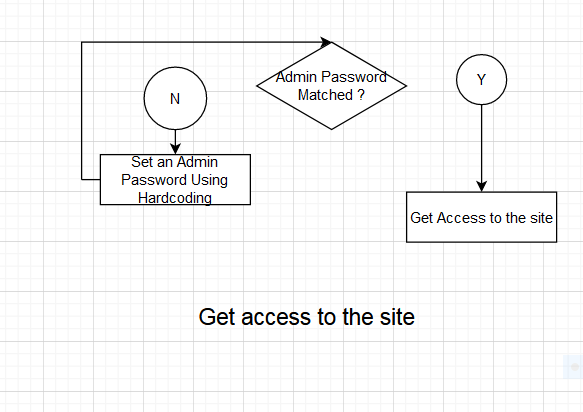 Admin Password
Matched ?
N
Y
Set an Admin
Password Using
Hardcoding
Get Access to the site
Get access to the site